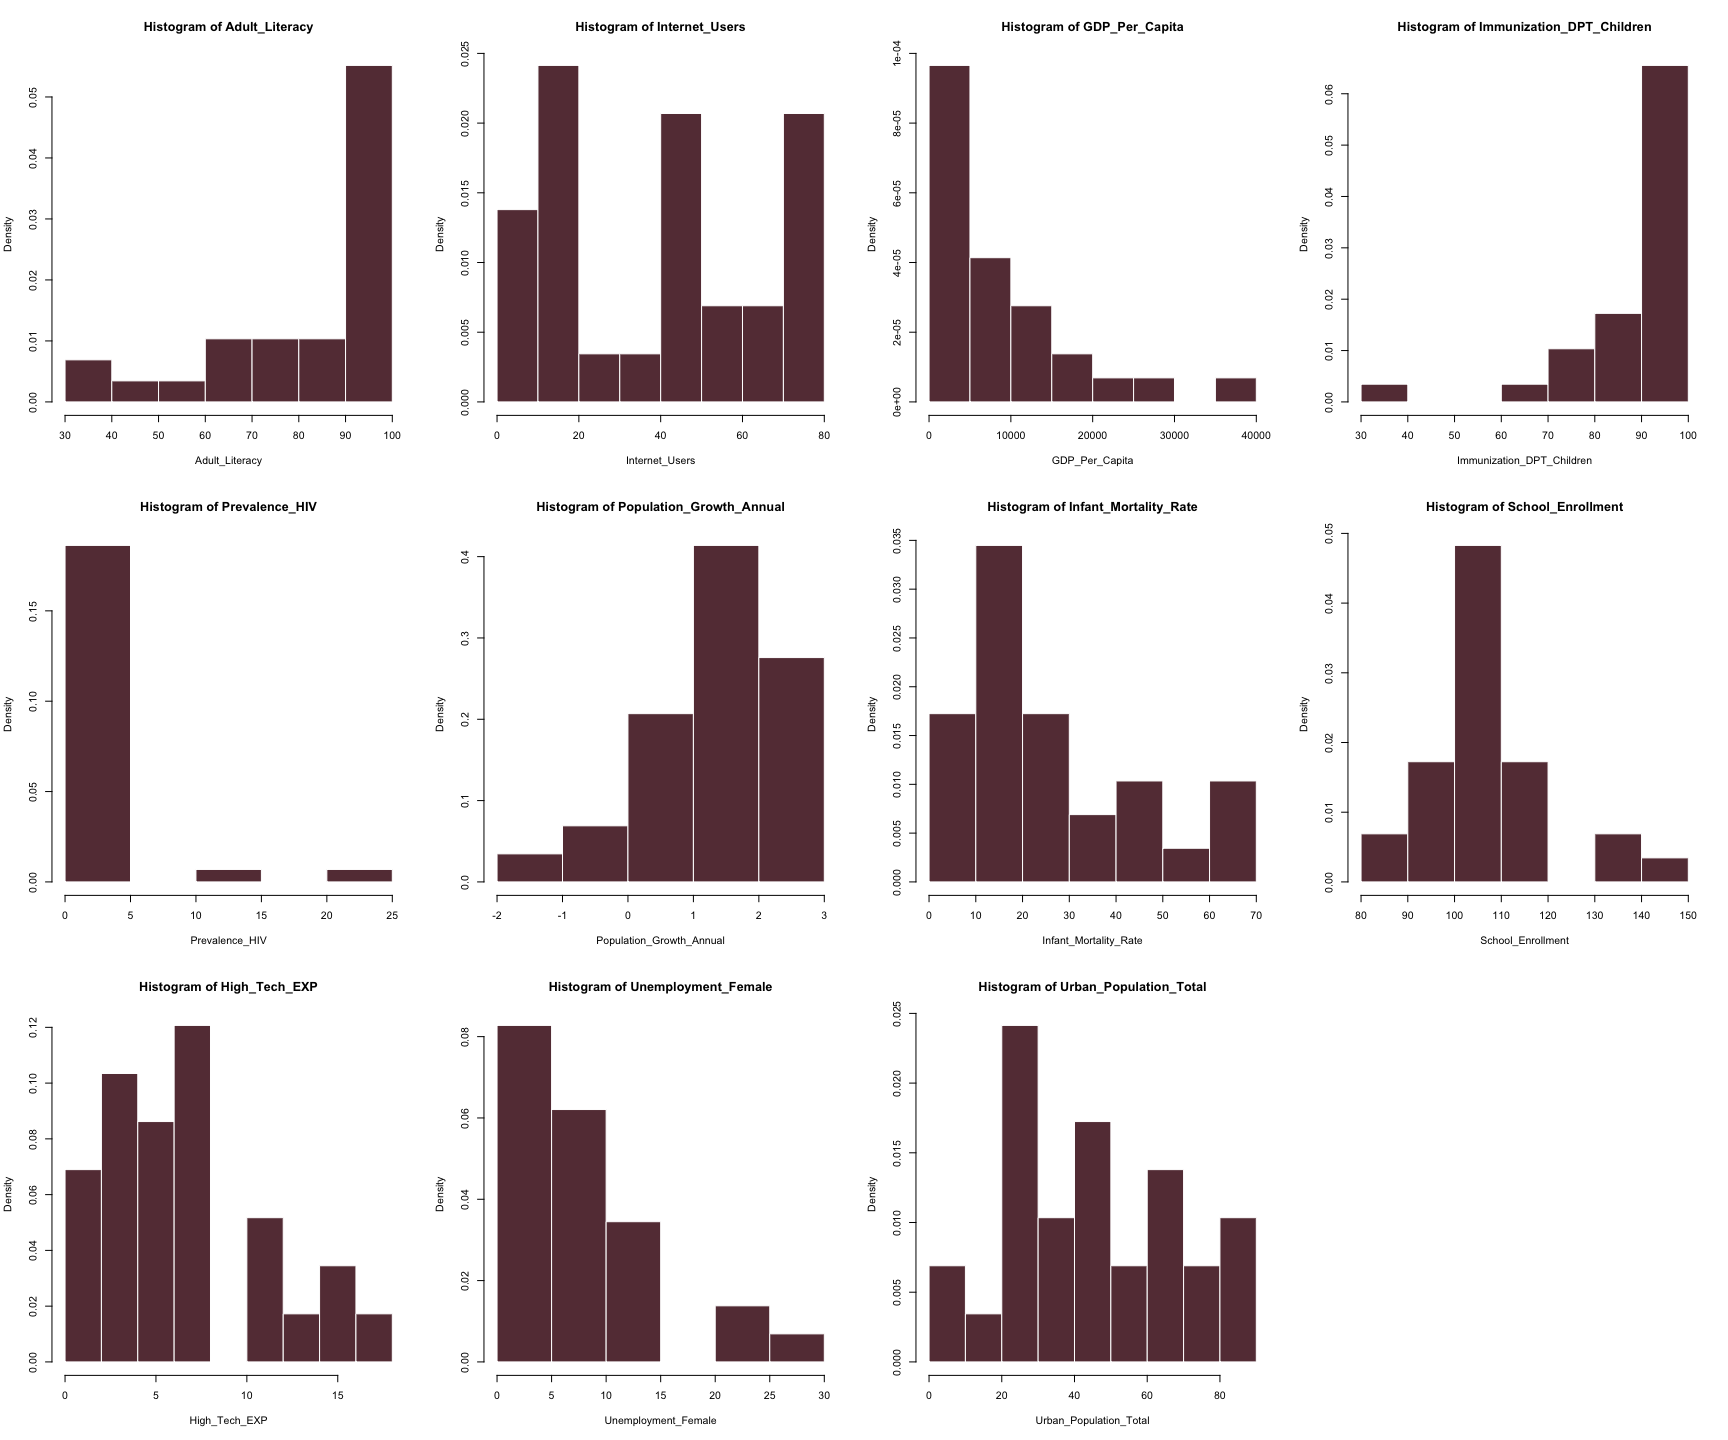 Histogram of Adult_Literacy
Density
0.00 0.01 0.02 0.03 0.04 0.05
30 40 50 60 70 80 90 100
Adult_Literacy
Histogram of Internet_Users
Density
0.000 0.005 0.010 0.015 0.020 0.025
0 20 40 60 80
Internet_Users
Histogram of GDP_Per_Capita
Density
0e+00 2e-05 4e-05 6e-05 8e-05 1e-04
0 10000 20000 30000 40000
GDP_Per_Capita
Histogram of Immunization_DPT_Children
Density
0.00 0.01 0.02 0.03 0.04 0.05 0.06
30 40 50 60 70 80 90 100
Immunization_DPT_Children
Histogram of Prevalence_HIV
Density
0.00 0.05 0.10 0.15
0 5 10 15 20 25
Prevalence_HIV
Histogram of Population_Growth_Annual
Density
0.0 0.1 0.2 0.3 0.4
-2 -1 0 1 2 3
Population_Growth_Annual
Histogram of Infant_Mortality_Rate
Density
0.000 0.005 0.010 0.015 0.020 0.025 0.030 0.035
0 10 20 30 40 50 60 70
Infant_Mortality_Rate
Histogram of School_Enrollment
Density
0.00 0.01 0.02 0.03 0.04 0.05
80 90 100 110 120 130 140 150
School_Enrollment
Histogram of High_Tech_EXP
Density
0.00 0.02 0.04 0.06 0.08 0.10 0.12
0 5 10 15
High_Tech_EXP
Histogram of Unemployment_Female
Density
0.00 0.02 0.04 0.06 0.08
0 5 10 15 20 25 30
Unemployment_Female
Histogram of Urban_Population_Total
Density
0.000 0.005 0.010 0.015 0.020 0.025
0 20 40 60 80
Urban_Population_Total